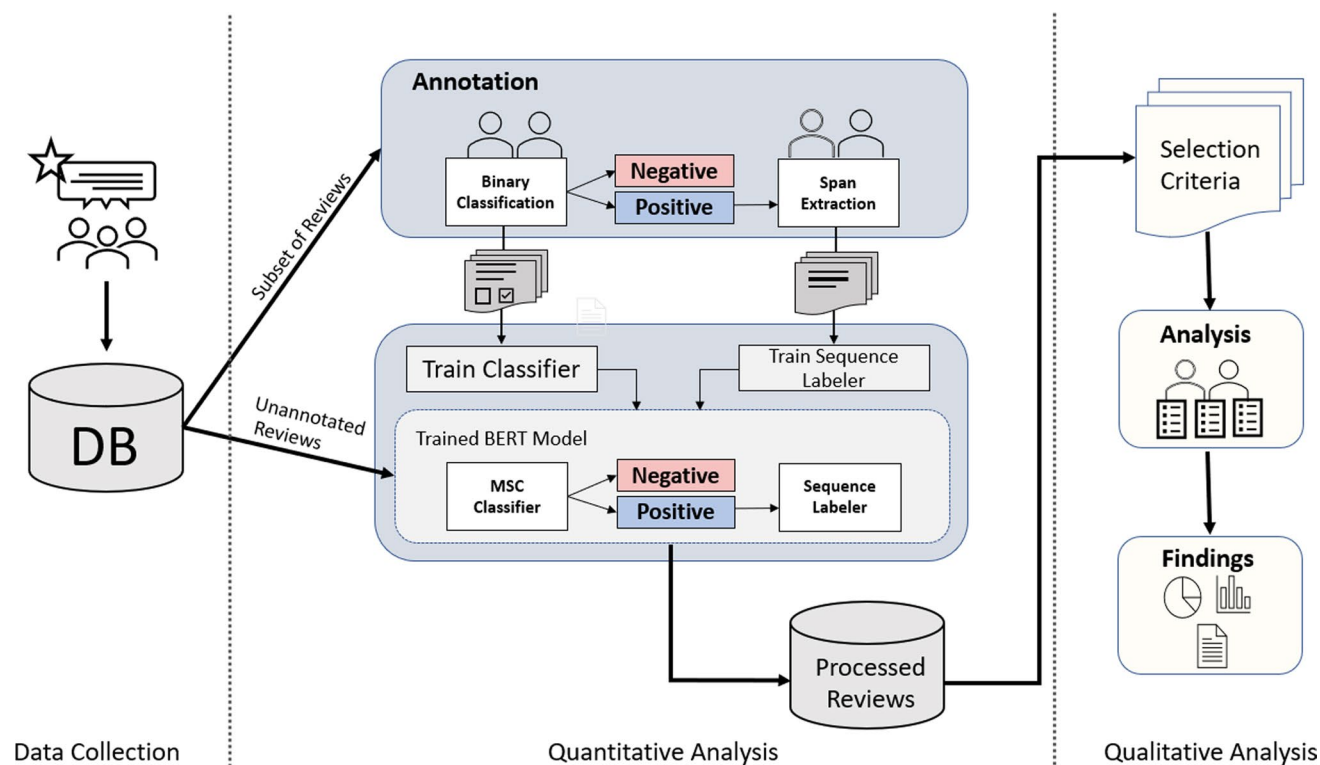 Annotation
Binary
Classification
Negative
Positive
Span
Extraction
Subset of Reviews
DB
Unannotated
Reviews
Train Classifier
Train Sequence
Labeler
Trained BERT Model
MSC
Classifier
Negative
Positive
Sequence
Labeler
Processed
Reviews
Selection
Criteria
Analysis
Findings
Data Collection
Quantitative Analysis
Qualitative Analysis